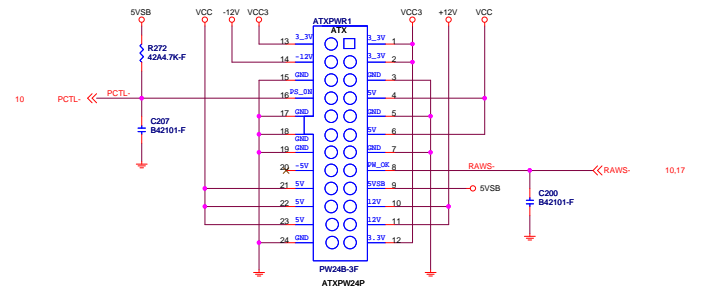 5VSB VCC -12V VCC3 VCC3 +12V VCC
ATXPWR1
ATX
R272
42A4.7K-F
13 3_3V 3_3V 1
14 -12V 3_3V 2
15 GND GND 3
10 PCTL- PCTL- 16 PS_ON 5V 4
17 GND GND 5
C207
B42101-F
18 GND 5V 6
19 GND GND 7
20 -5V PW_OK 8 RAWS- RAWS- 10,17
21 5V 5VSB 9 5VSB
C200
B42101-F
22 5V 12V 10
23 5V 12V 11
24 GND 3.3V 12
PW24B-3F
ATXPW24P